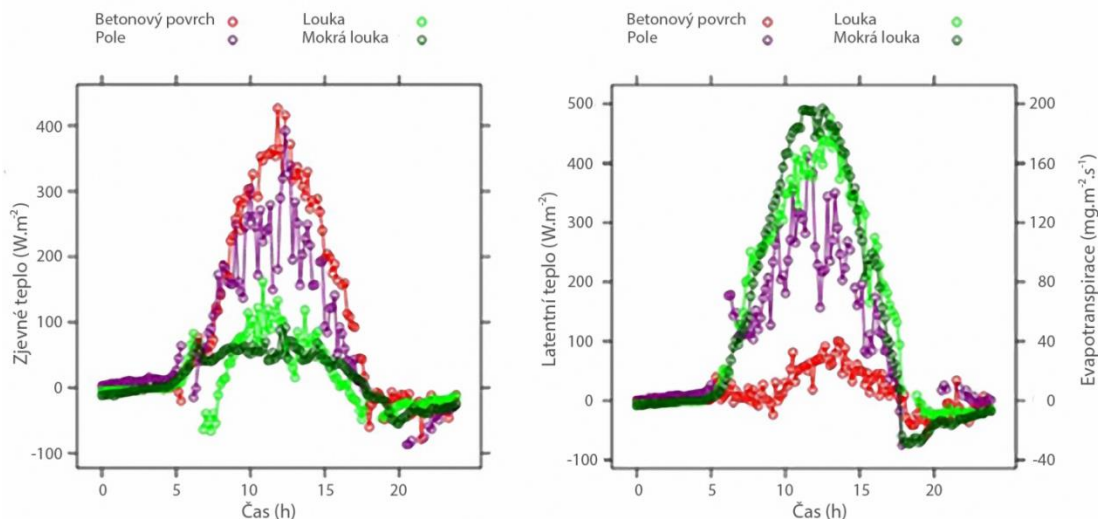 Betonový povrch Louka
Pole Mokrá louka
Zjevné teplo (W.m-2)
400
300
200
100
0
-100
0 5 10 15 20
Čas (h)
Betonový povrch Louka
Pole Mokrá louka
Latentní teplo (W.m-2)
500
400
300
200
100
0
-100
200
160
120
80
40
0
-40
Evapotranspirace (mg.m-2.s-1)
0 5 10 15 20
Čas (h)